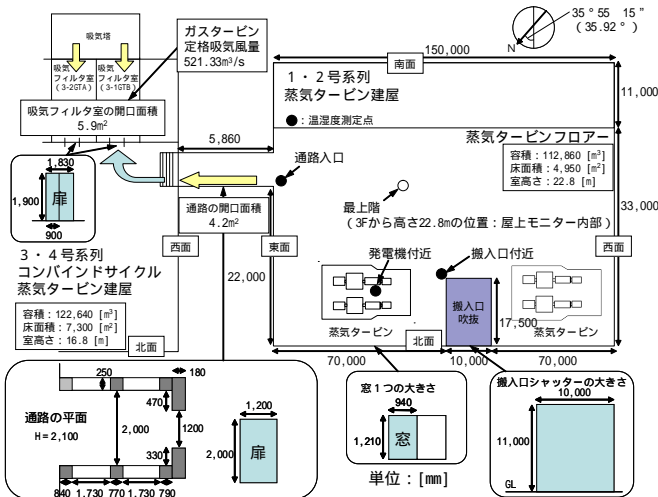 吸気塔
吸気
フィルタ室
(3-2GTA)
吸気
フィルタ室
(3-1GTB)
ガスタービン
定格吸気風量
521.33m³/s
吸気フィルタ室の開口面積
5.9m²
1,830
1,900
扉
900
5,860
通路の開口面積
4.2m²
３・４号系列
コンバインドサイクル
蒸気タービン建屋
容積：122,640 [m³]
床面積：7,300 [m²]
室高さ：16.8 [m]
西面
北面
22,000
35°55　15"
(35.92°)
N
150,000
南面
１・２号系列
蒸気タービン建屋
●：温湿度測定点
11,000
通路入口
蒸気タービンフロアー
容積：112,860 [m³]
床面積：4,950 [m²]
室高さ：22.8 [m]
最上階
(3Fから高さ22.8mの位置：屋上モニター内部)
33,000
東面
西面
発電機付近
搬入口付近
搬入口
吹抜
17,500
蒸気タービン
北面
蒸気タービン
70,000
10,000
70,000
250
180
470
通路の平面
H=2,100
2,000
1200
330
840
1,730
770
1,730
790
1,200
2,000
扉
窓１つの大きさ
940
1,210
窓
単位：[mm]
搬入口シャッターの大きさ
10,000
11,000
GL